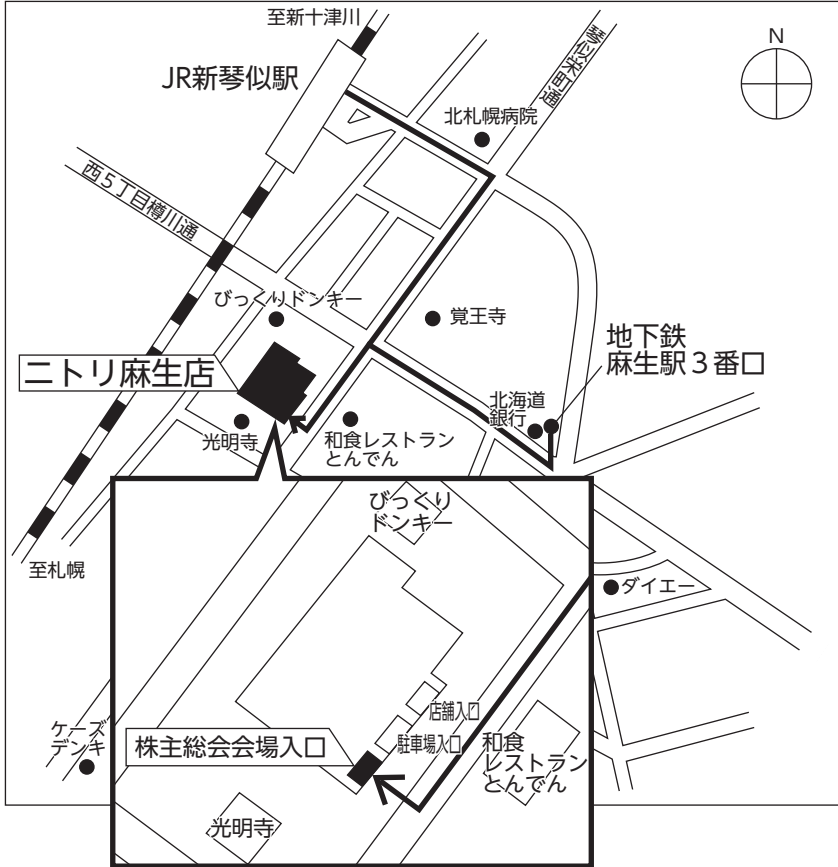 至新十津川
JR新琴似駅
琴似栄町通
N
北札幌病院
西５丁目樽川通
びっくりドンキー
覚王寺
地下鉄
麻生駅３番口
ニトリ麻生店
北海道
銀行
光明寺
和食レストラン
とんでん
至札幌
びっくり
ドンキー
ダイエー
店舗入口
駐車場入口
ケーズ
デンキ
株主総会会場入口
和食
レストラン
とんでん
光明寺